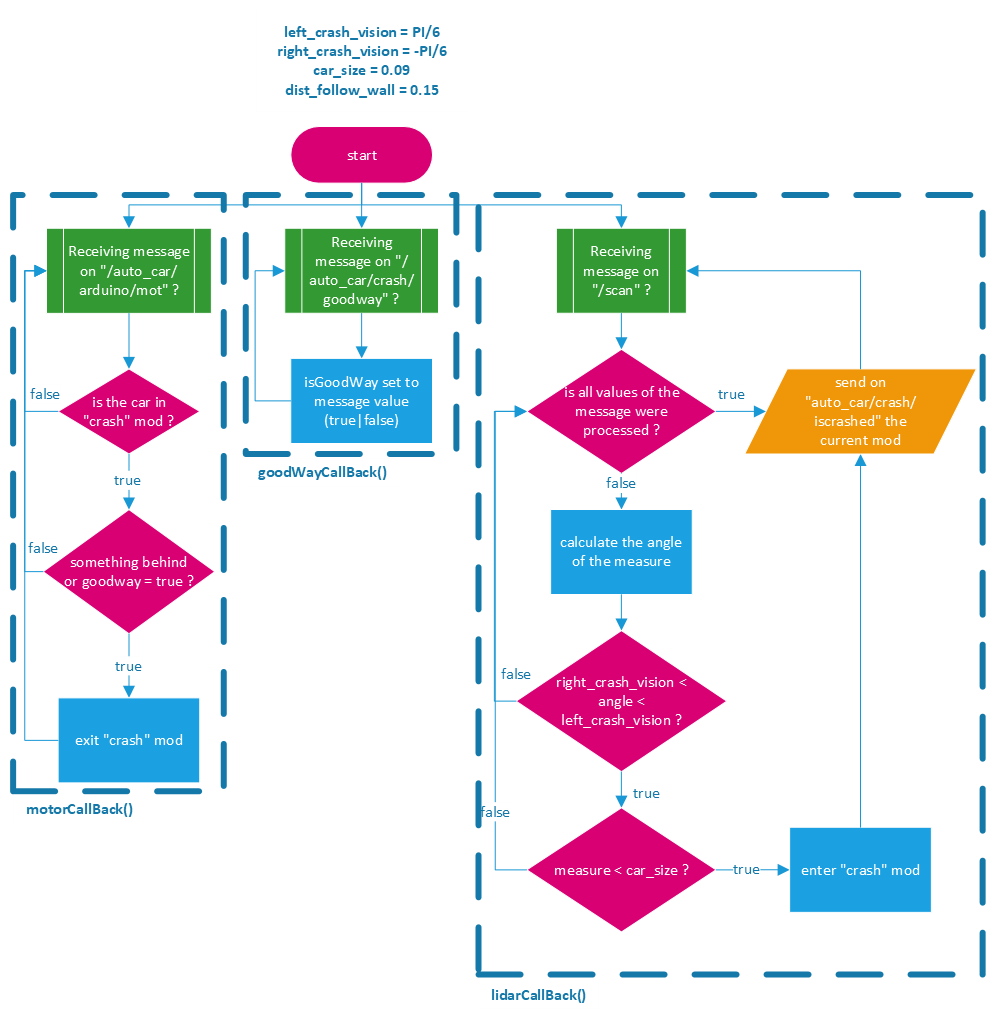 left_crash_vision = PI/6
right_crash_vision = -PI/6
car_size = 0.09
dist_follow_wall = 0.15
start
Receiving message
on "/auto_car/
arduino/mot" ?
is the car in
"crash" mod ?
false
true
something behind
or goodway = true ?
false
true
exit "crash" mod
motorCallBack()
Receiving
message on "/
auto_car/crash/
goodway" ?
isGoodWay set to
message value
(true|false)
goodWayCallBack()
Receiving
message on
"/scan" ?
is all values of the
message were
processed ?
true
send on
"auto_car/crash/
iscrashed" the
current mod
false
calculate the angle
of the measure
right_crash_vision <
angle <
left_crash_vision ?
false
true
measure < car_size ?
false
true
enter "crash" mod
lidarCallBack()